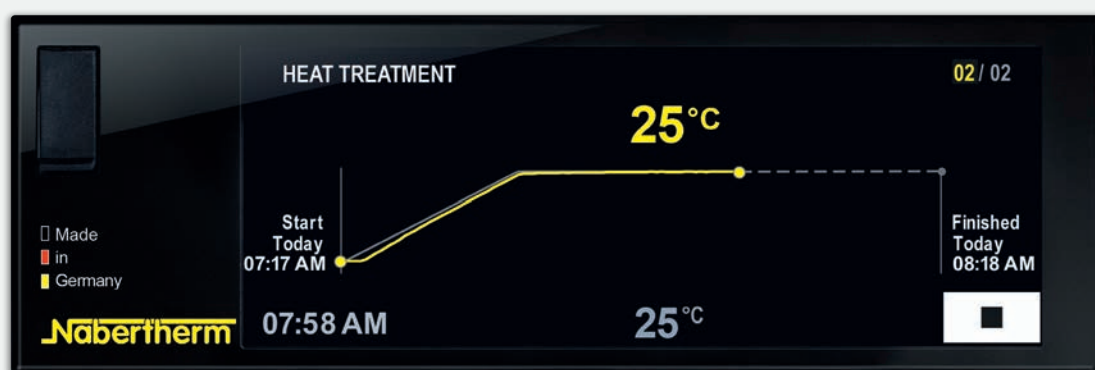 HEAT TREATMENT
02 / 02
25 °C
Start
Today
07:17 AM
Finished
Today
08:18 AM
Made
in
Germany
Nabertherm
07:58 AM
25 °C